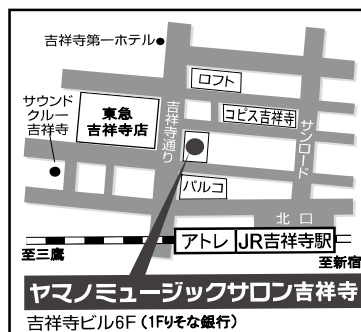 吉祥寺第一ホテル
ロフト
サウンド
クルー
吉祥寺
東急
吉祥寺店
吉祥寺通り
コピス吉祥寺
サンロード
パルコ
北口
アトレ
JR吉祥寺駅
至三鷹
至新宿
ヤマノミュージックサロン吉祥寺
吉祥寺ビル6F (1Fりそな銀行)